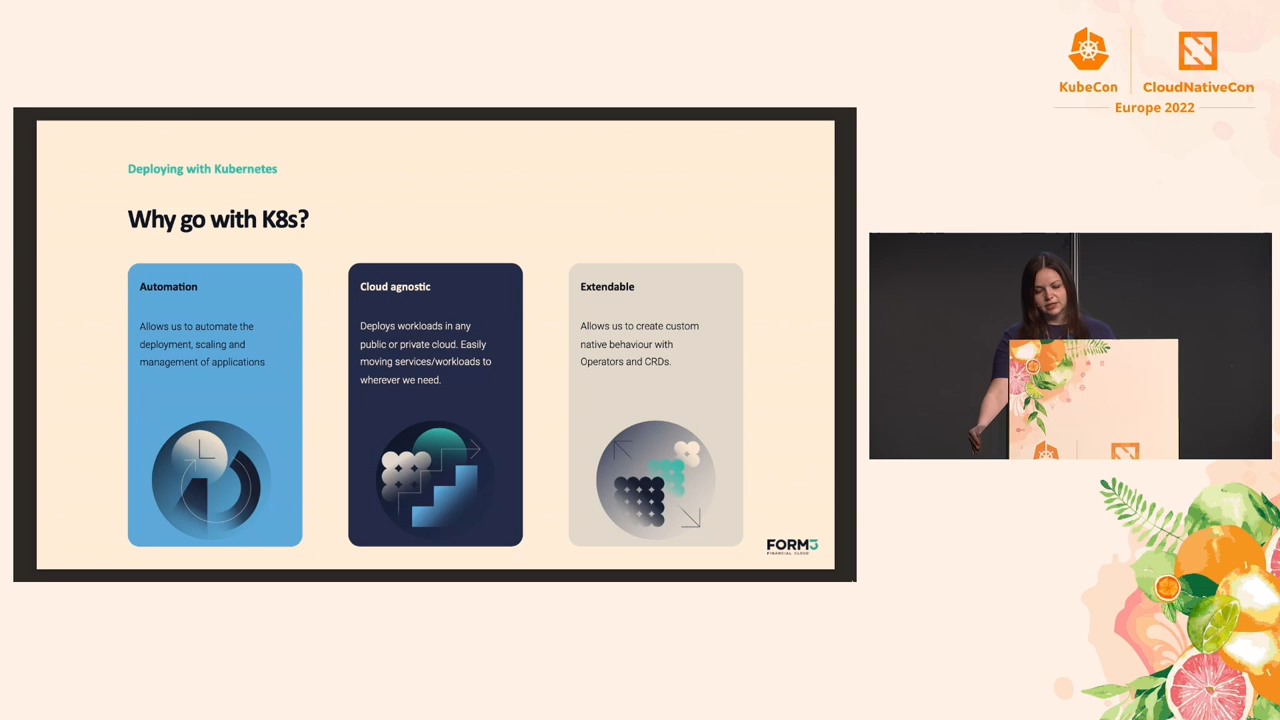 KubeCon
CloudNativeCon
Europe 2022
Deploying with Kubernetes
Why go with K8s?
Automation
Allows us to automate the
deployment, scaling and
management of applications
Cloud agnostic
Deploys workloads in any
public or private cloud. Easily
moving services/workloads to
wherever we need.
Extendable
Allows us to create custom
native behaviour with
Operators and CRDs.
FORM3
FINANCIAL CLOUD